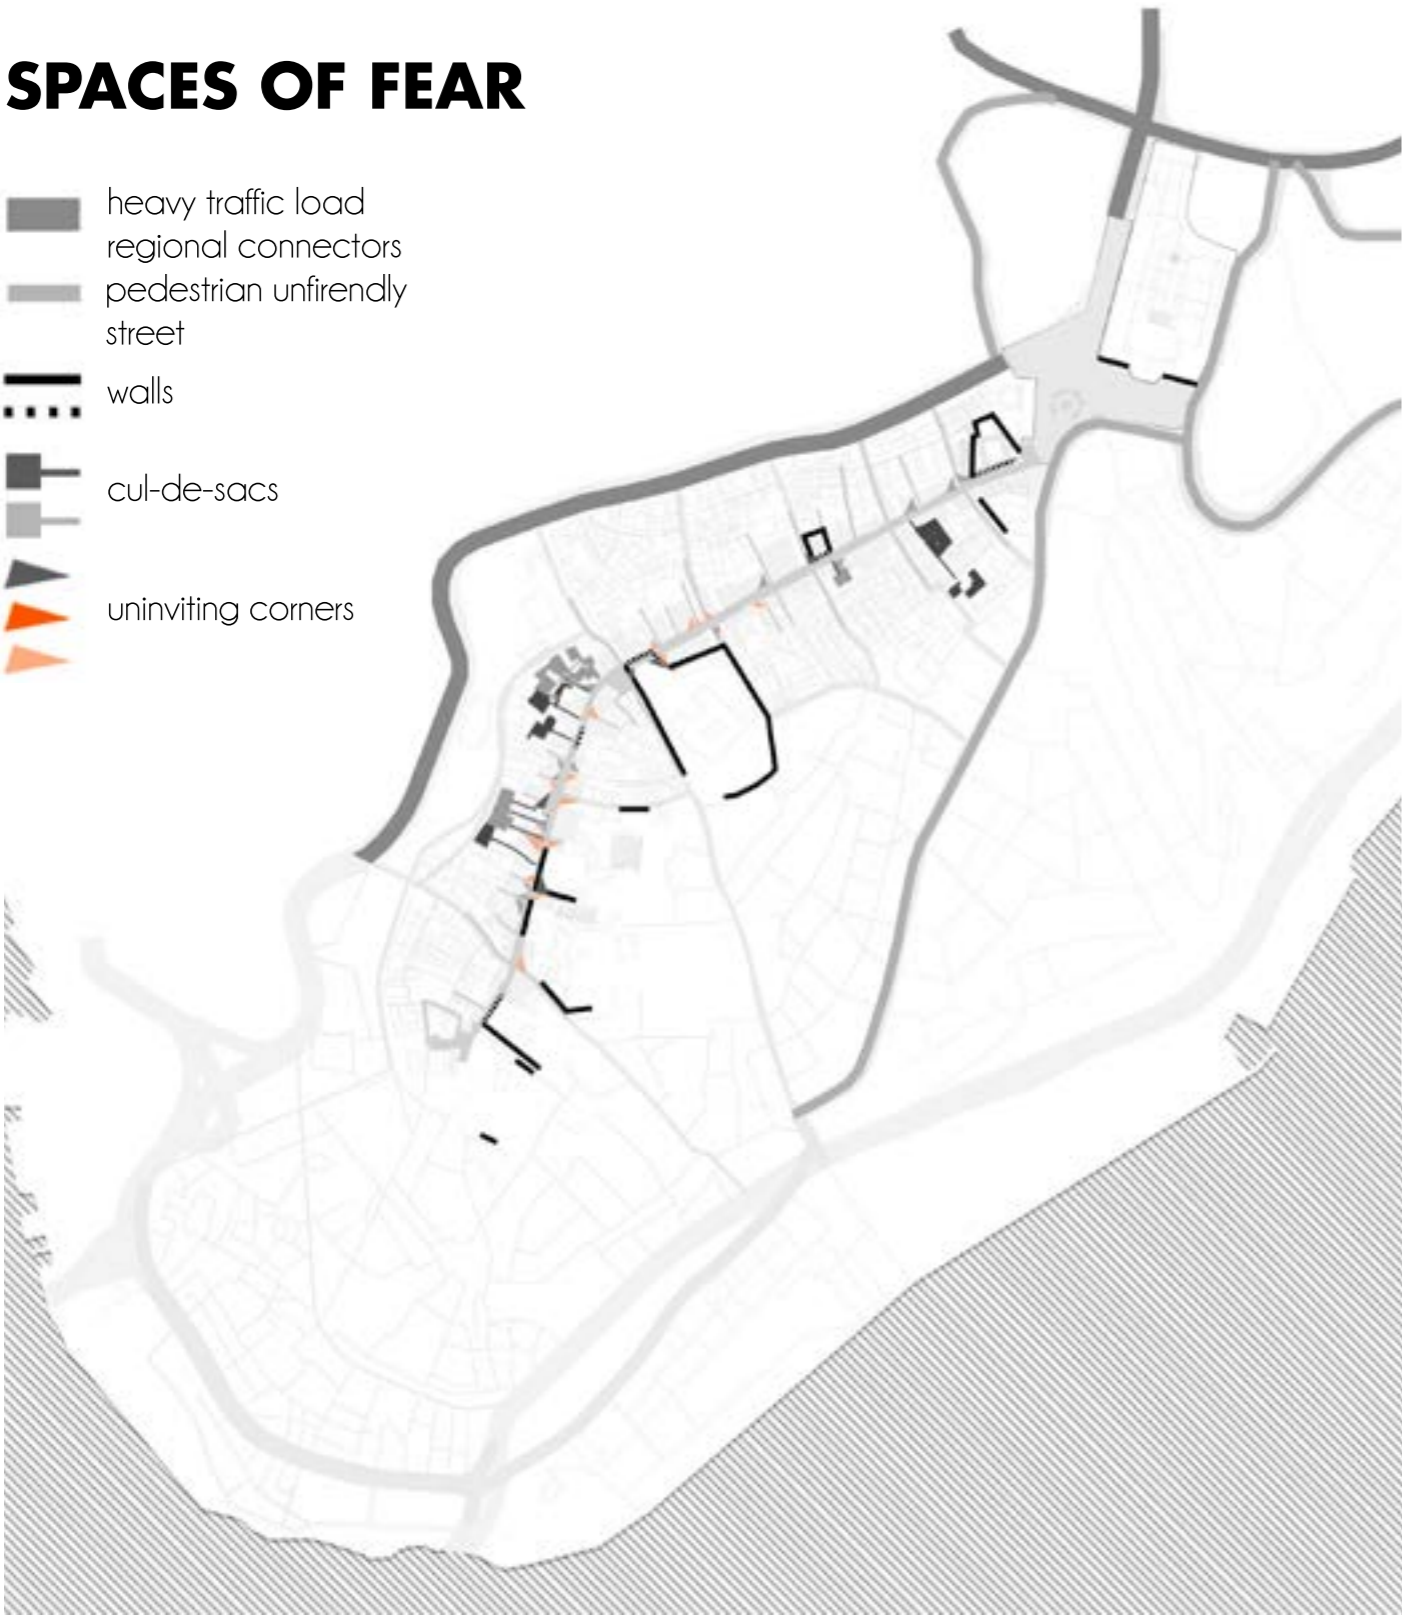 SPACES OF FEAR
heavy traffic load
regional connectors
pedestrian unfirendly
street
walls
cul-de-sacs
uninviting corners